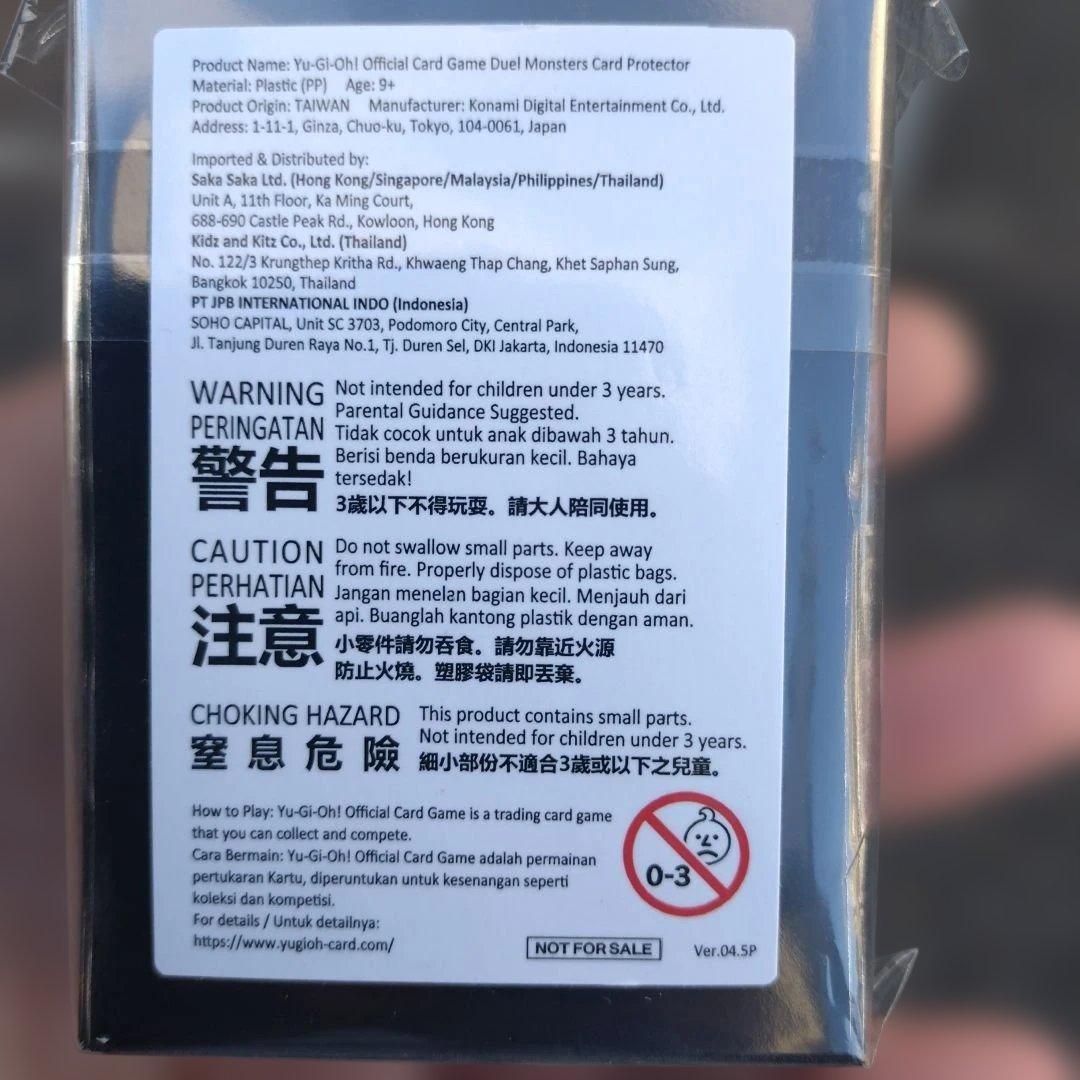 Product Name: Yu-Gi-Oh! Official Card Game Duel Monsters Card Protector
Material: Plastic (PP) Age: 9+
Product Origin: TAIWAN Manufacturer: Konami Digital Entertainment Co., Ltd.
Address: 1-11-1, Ginza, Chuo-ku, Tokyo, 104-0061, Japan
Imported & Distributed by:
Saka Saka Ltd. (Hong Kong/Singapore/Malaysia/Philippines/Thailand)
Unit A, 11th Floor, Ka Ming Court,
688-690 Castle Peak Rd., Kowloon, Hong Kong
Kidz and Kitz Co., Ltd. (Thailand)
No. 122/3 Krungthep Kritha Rd., Khwaeng Thap Chang, Khet Saphan Sung,
Bangkok 10250, Thailand
PT JPB INTERNATIONAL INDO (Indonesia)
SOHO CAPITAL, Unit SC 3703, Podomoro City, Central Park,
Jl. Tanjung Duren Raya No.1, Tj. Duren Sel, DKI Jakarta, Indonesia 11470
WARNING
PERINGATAN
警告
Not intended for children under 3 years.
Parental Guidance Suggested.
Tidak cocok untuk anak dibawah 3 tahun.
Berisi benda berukuran kecil. Bahaya
tersedak!
3歲以下不得玩耍。請大人陪同使用。
CAUTION
PERHATIAN
注意
Do not swallow small parts. Keep away
from fire. Properly dispose of plastic bags.
Jangan menelan bagian kecil. Menjauh dari
api. Buanglah kantong plastik dengan aman.
小零件請勿吞食。請勿靠近火源
防止火燒。塑膠袋請即丟棄。
CHOKING HAZARD
窒息危險
This product contains small parts.
Not intended for children under 3 years.
細小部份不適合3歲或以下之兒童。
How to Play: Yu-Gi-Oh! Official Card Game is a trading card game
that you can collect and compete.
Cara Bermain: Yu-Gi-Oh! Official Card Game adalah permainan
pertukaran Kartu, diperuntukan untuk kesenangan seperti
koleksi dan kompetisi.
For details / Untuk detailnya:
https://www.yugioh-card.com/
0-3
NOT FOR SALE
Ver.04.5P